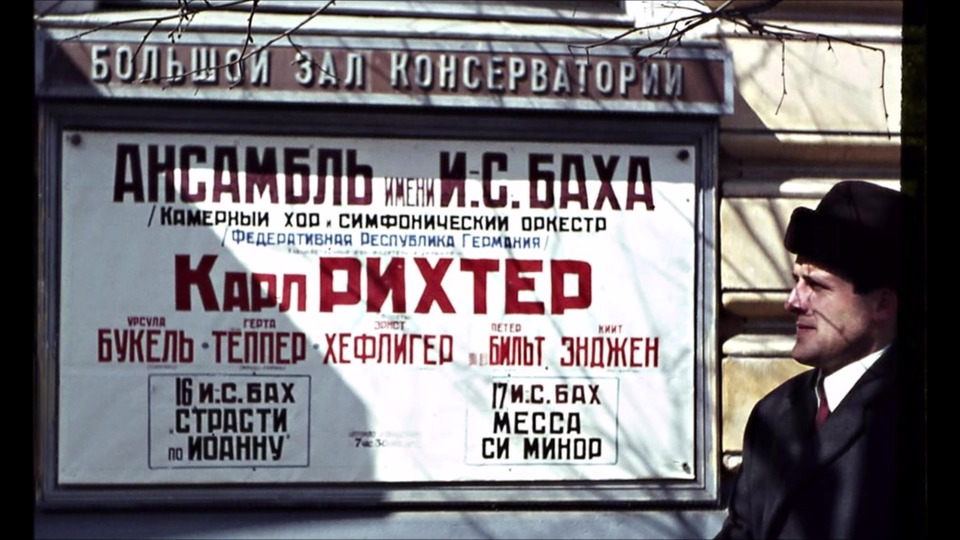 БОЛЬШОЙ ЗАЛ КОНСЕРВАТОРИИ
АНСАМБЛЬ ИМЕНИ И.-С. БАХА
/КАМЕРНЫЙ ХОР И СИМФОНИЧЕСКИЙ ОРКЕСТР
/ФЕДЕРАТИВНАЯ РЕСПУБЛИКА ГЕРМАНИЯ/
КАРЛ РИХТЕР
УРСУЛА ГЕРТА ЭРНСТ ПЕТЕР КИИТ
БУКЕЛЬ • ТЕППЕР • ХЕФЛИГЕР БИЛЬТ ЭНДЖЕН
16 И.-С. БАХ
„СТРАСТИ
ПО ИОАННУ"
17 И.-С. БАХ
МЕССА
СИ МИНОР